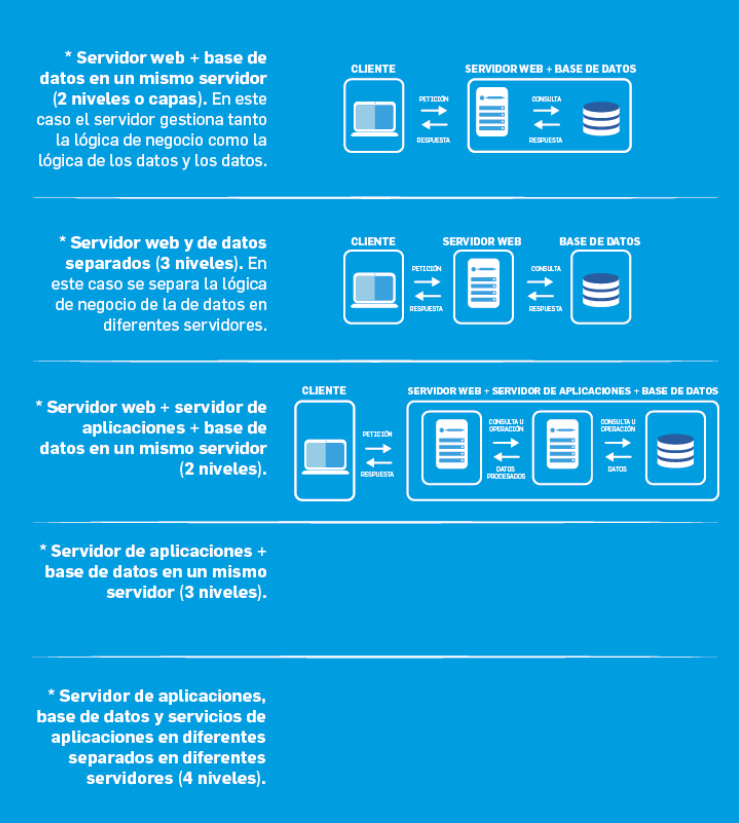 * Servidor web + base de
datos en un mismo servidor
(2 niveles o capas). En este
caso el servidor gestiona tanto
la lógica de negocio como la
lógica de los datos y los datos.
CLIENTE
SERVIDOR WEB + BASE DE DATOS
PETICIÓN
RESPUESTA
CONSULTA
RESPUESTA
* Servidor web y de datos
separados (3 niveles). En
este caso se separa la lógica
de negocio de la de datos en
diferentes servidores.
CLIENTE
SERVIDOR WEB
BASE DE DATOS
PETICIÓN
RESPUESTA
CONSULTA
RESPUESTA
* Servidor web + servidor de
aplicaciones + base de
datos en un mismo servidor
(2 niveles).
CLIENTE
SERVIDOR WEB + SERVIDOR DE APLICACIONES + BASE DE DATOS
PETICIÓN
RESPUESTA
CONSULTA U
OPERACIÓN
DATOS
PROCESADOS
CONSULTA U
OPERACIÓN
DATOS
* Servidor de aplicaciones +
base de datos en un mismo
servidor (3 niveles).
* Servidor de aplicaciones,
base de datos y servicios de
aplicaciones en diferentes
separados en diferentes
servidores (4 niveles).